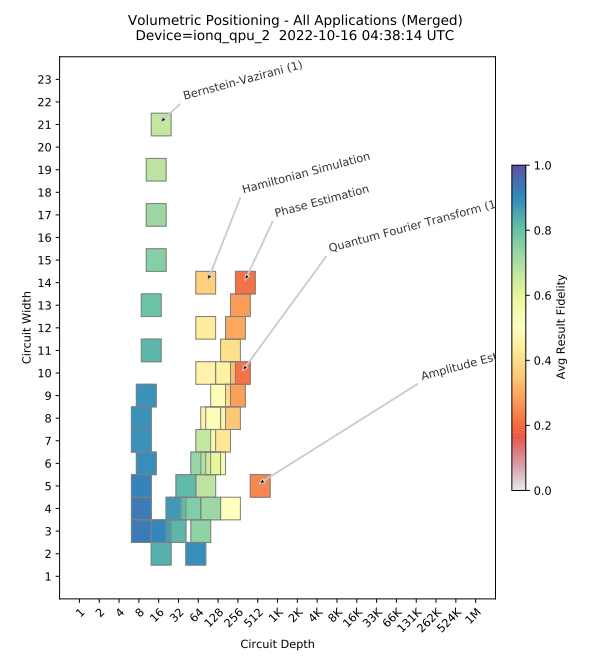 Volumetric Positioning - All Applications (Merged)
Device=ionq_qpu_2 2022-10-16 04:38:14 UTC
Bernstein-Vazirani (1)
Hamiltonian Simulation
Phase Estimation
Quantum Fourier Transform (1
Amplitude Est
Circuit Width
23
22
21
20
19
18
17
16
15
14
13
12
11
10
9
8
7
6
5
4
3
2
1
1 2 4 8 16 32 64 128 256 512 1K 2K 4K 8K 16K 33K 66K 131K 262K 524K 1M
Circuit Depth
1.0
0.8
0.6
0.4
0.2
0.0
Avg Result Fidelity